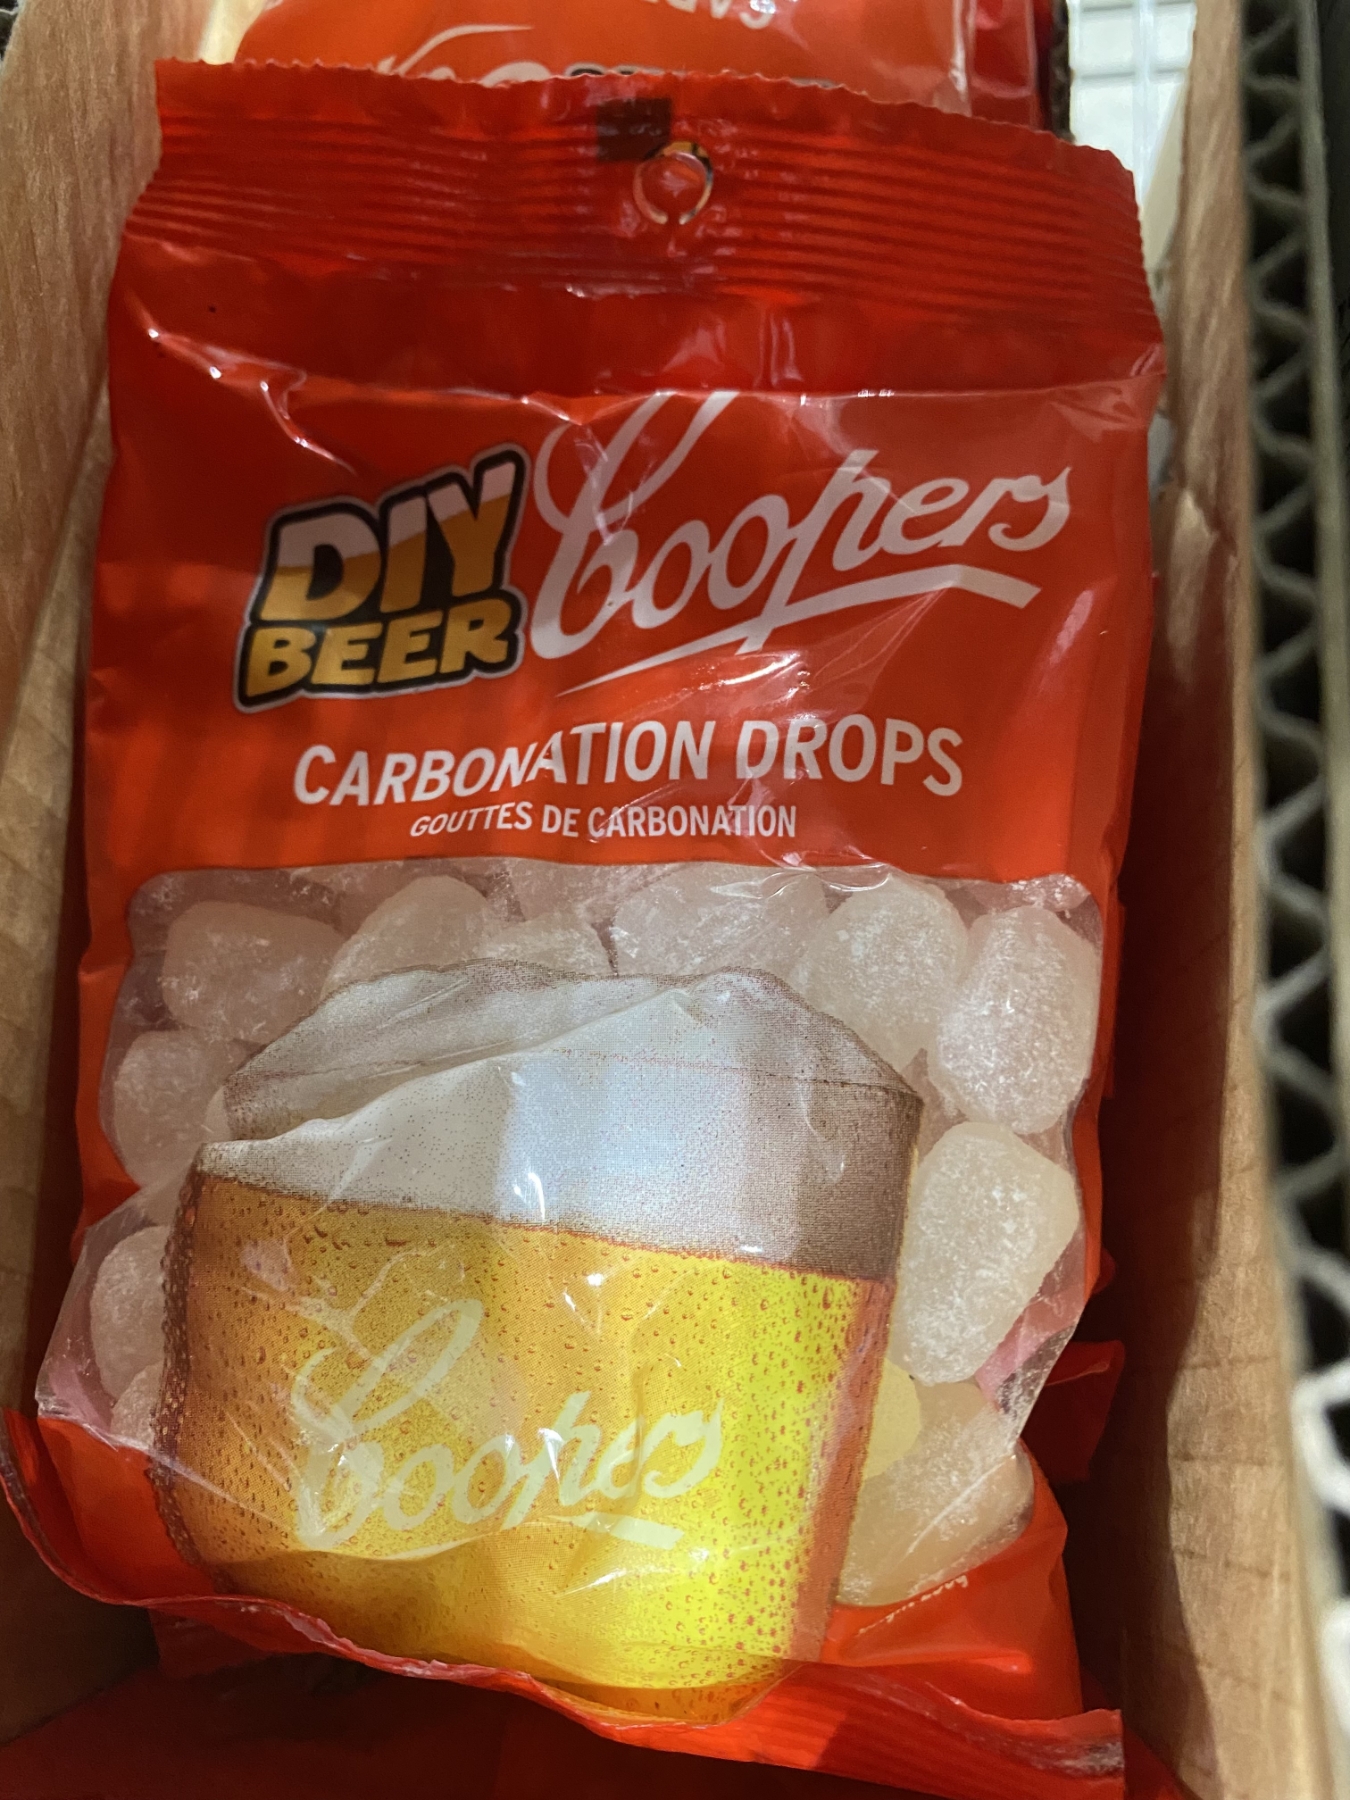 DIY
BEER
Coopers
CARBONATION DROPS
GOUTTES DE CARBONATION
Coopers